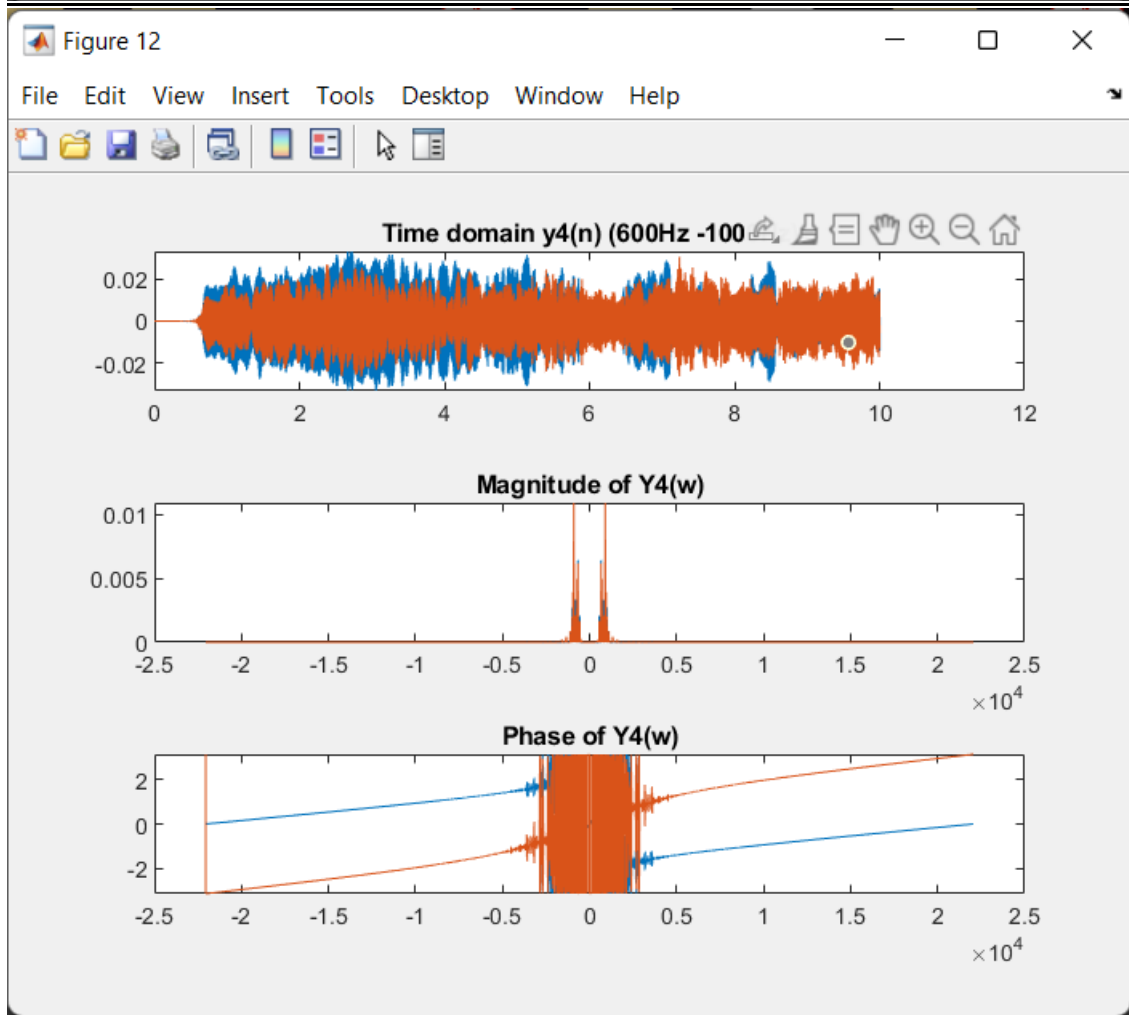 Figure 12
File Edit View Insert Tools Desktop Window Help
Time domain y4(n) (600Hz -100
0.02
0
-0.02
0 2 4 6 8 10 12
Magnitude of Y4(w)
0.01
0.005
0
-2.5 -2 -1.5 -1 -0.5 0 0.5 1 1.5 2 2.5
×10^4
Phase of Y4(w)
2
0
-2
-2.5 -2 -1.5 -1 -0.5 0 0.5 1 1.5 2 2.5
×10^4